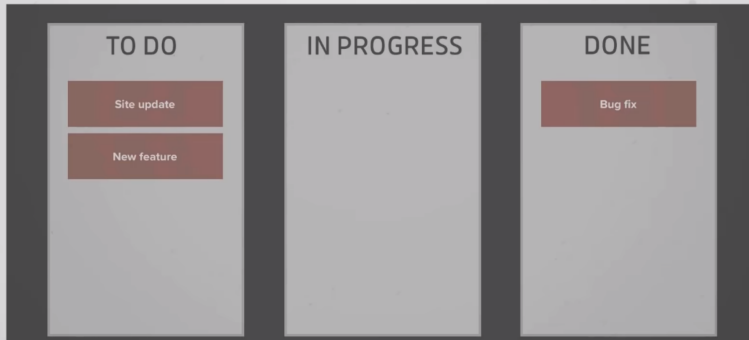 TO DO
Site update
New feature
IN PROGRESS
DONE
Bug fix